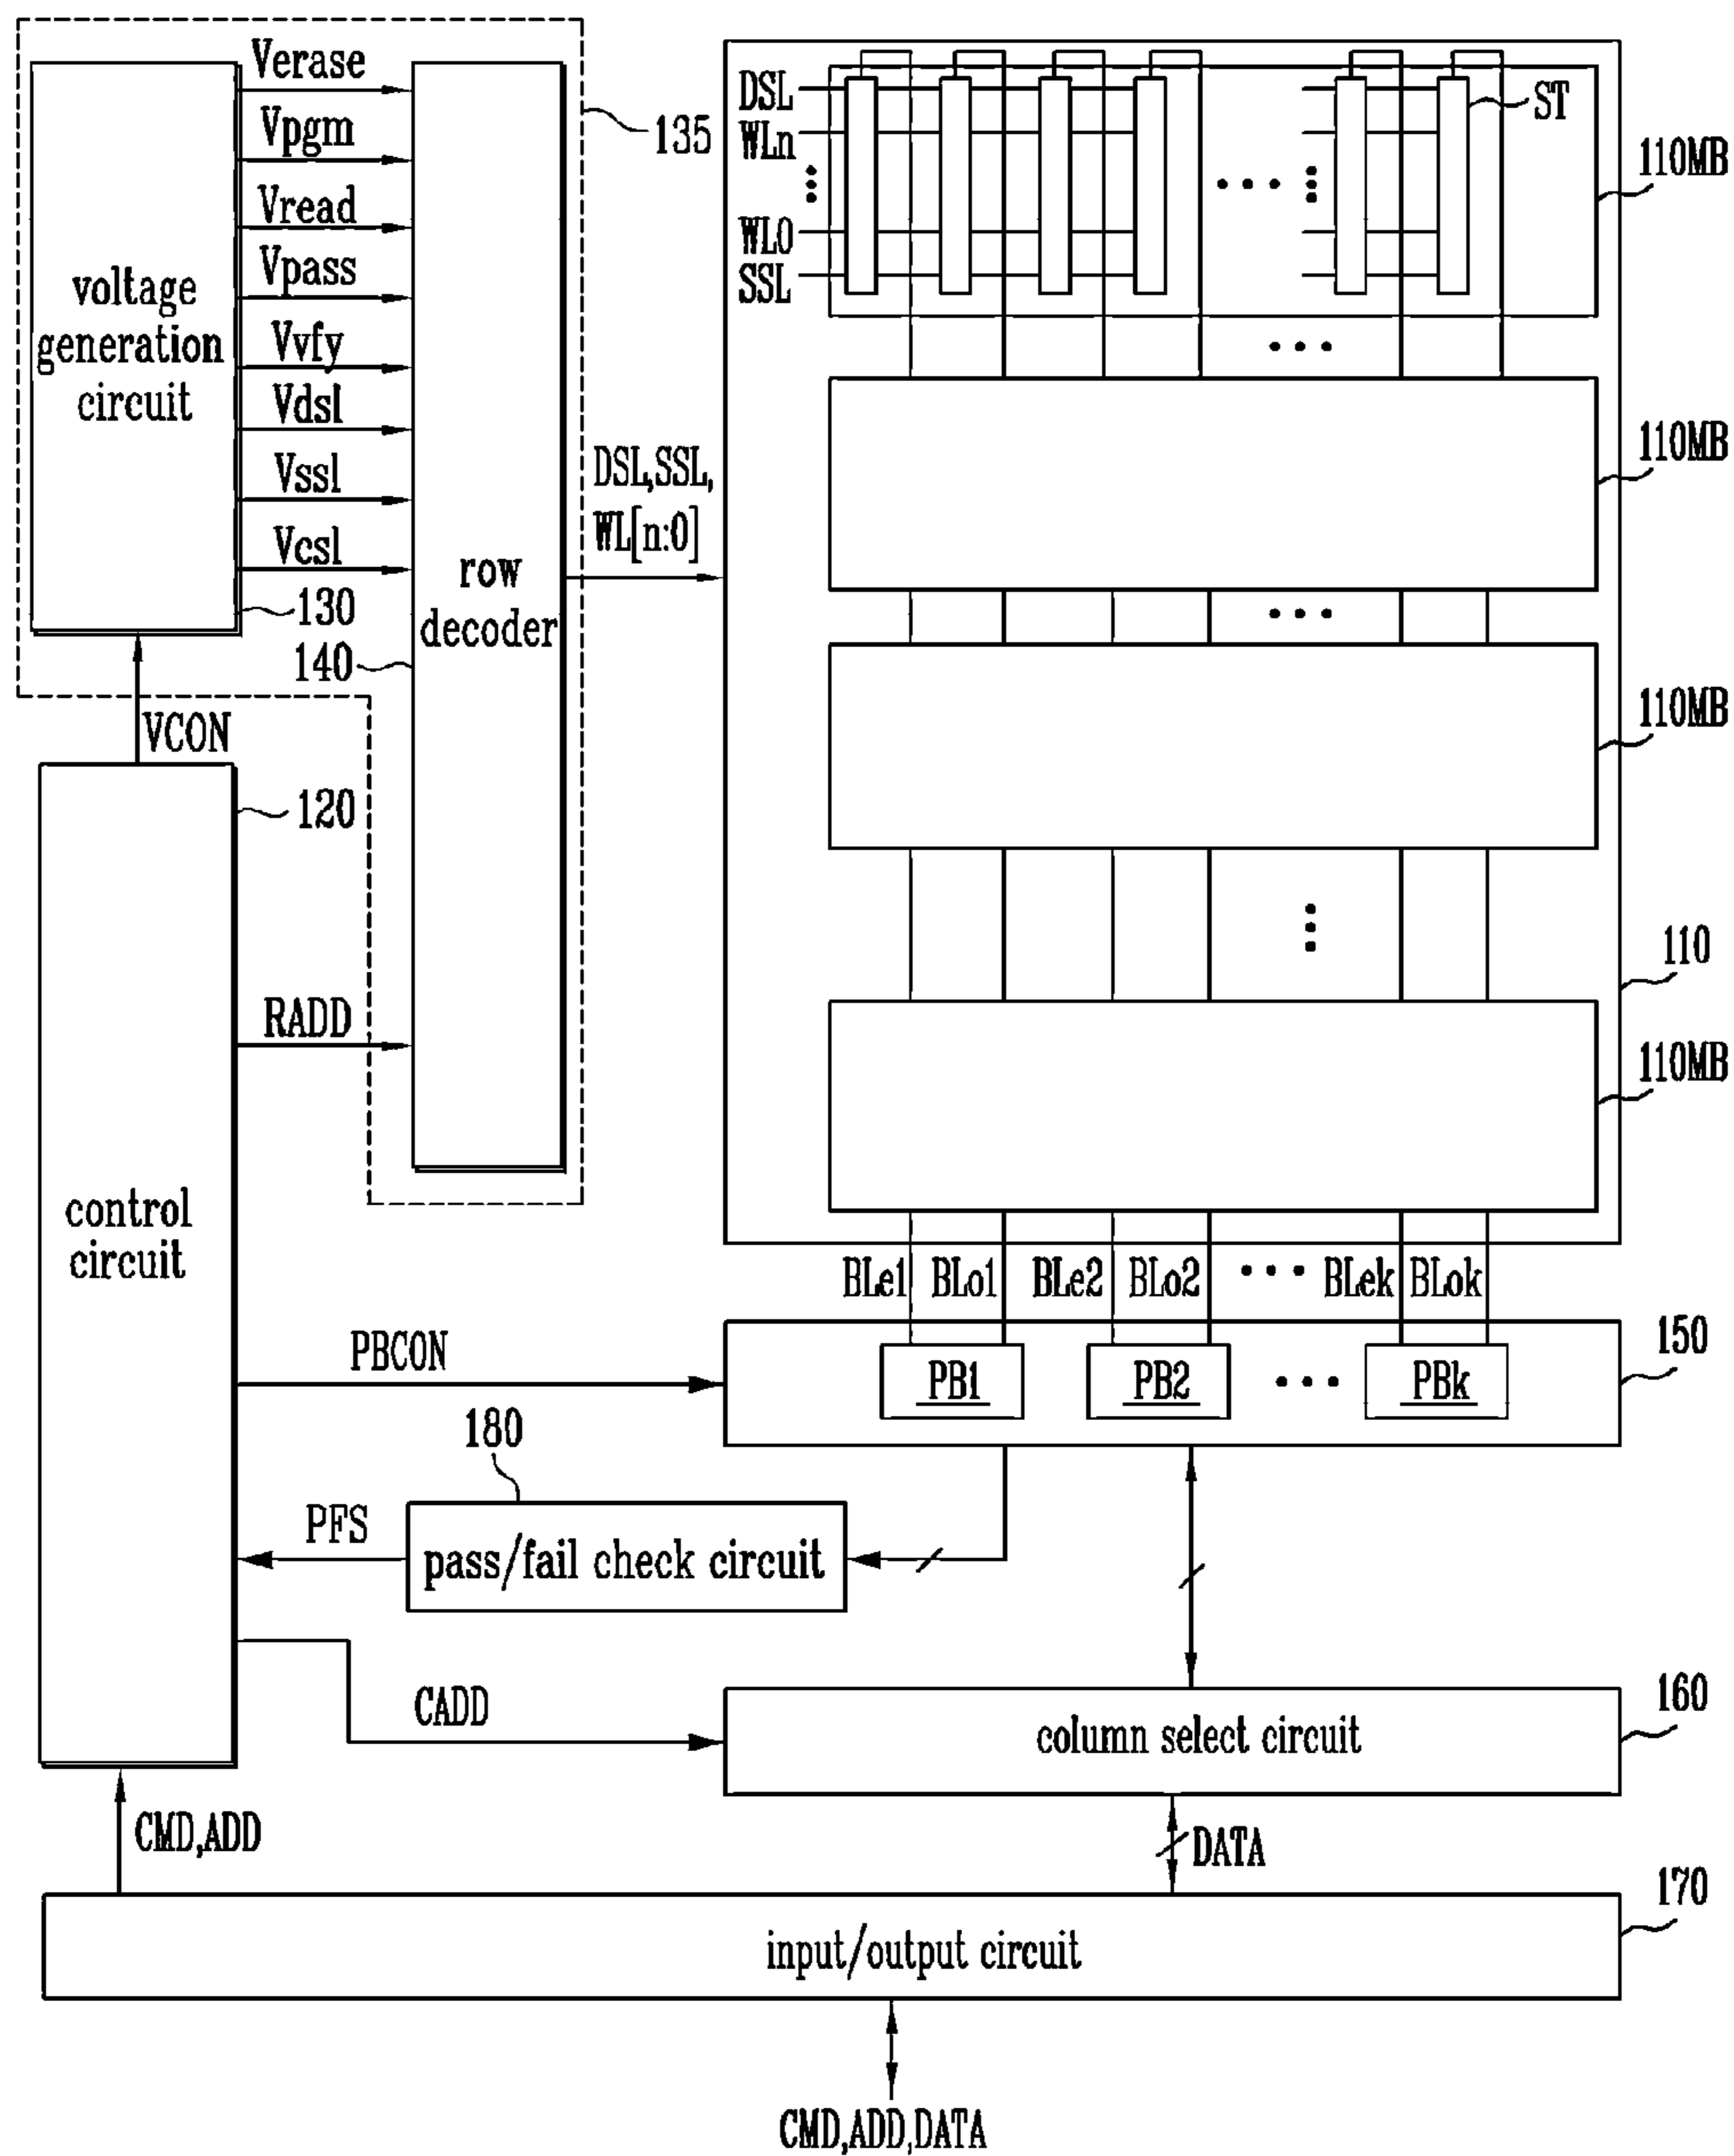 Verase
Vpgm
Vread
Vpass
Vvfy
Vdsl
Vssl
Vcsl
voltage
generation
circuit
130
135
row
decoder
140
DSL,SSL,
WL[n:0]
DSL
WLn
WL0
SSL
ST
110MB
110MB
110MB
110
110MB
VCON
120
RADD
control
circuit
BLe1
BLo1
BLe2
BLo2
BLek
BLok
PBCON
PB1
PB2
PBk
150
180
PFS
pass/fail check circuit
CADD
column select circuit
160
CMD,ADD
DATA
170
input/output circuit
CMD,ADD,DATA